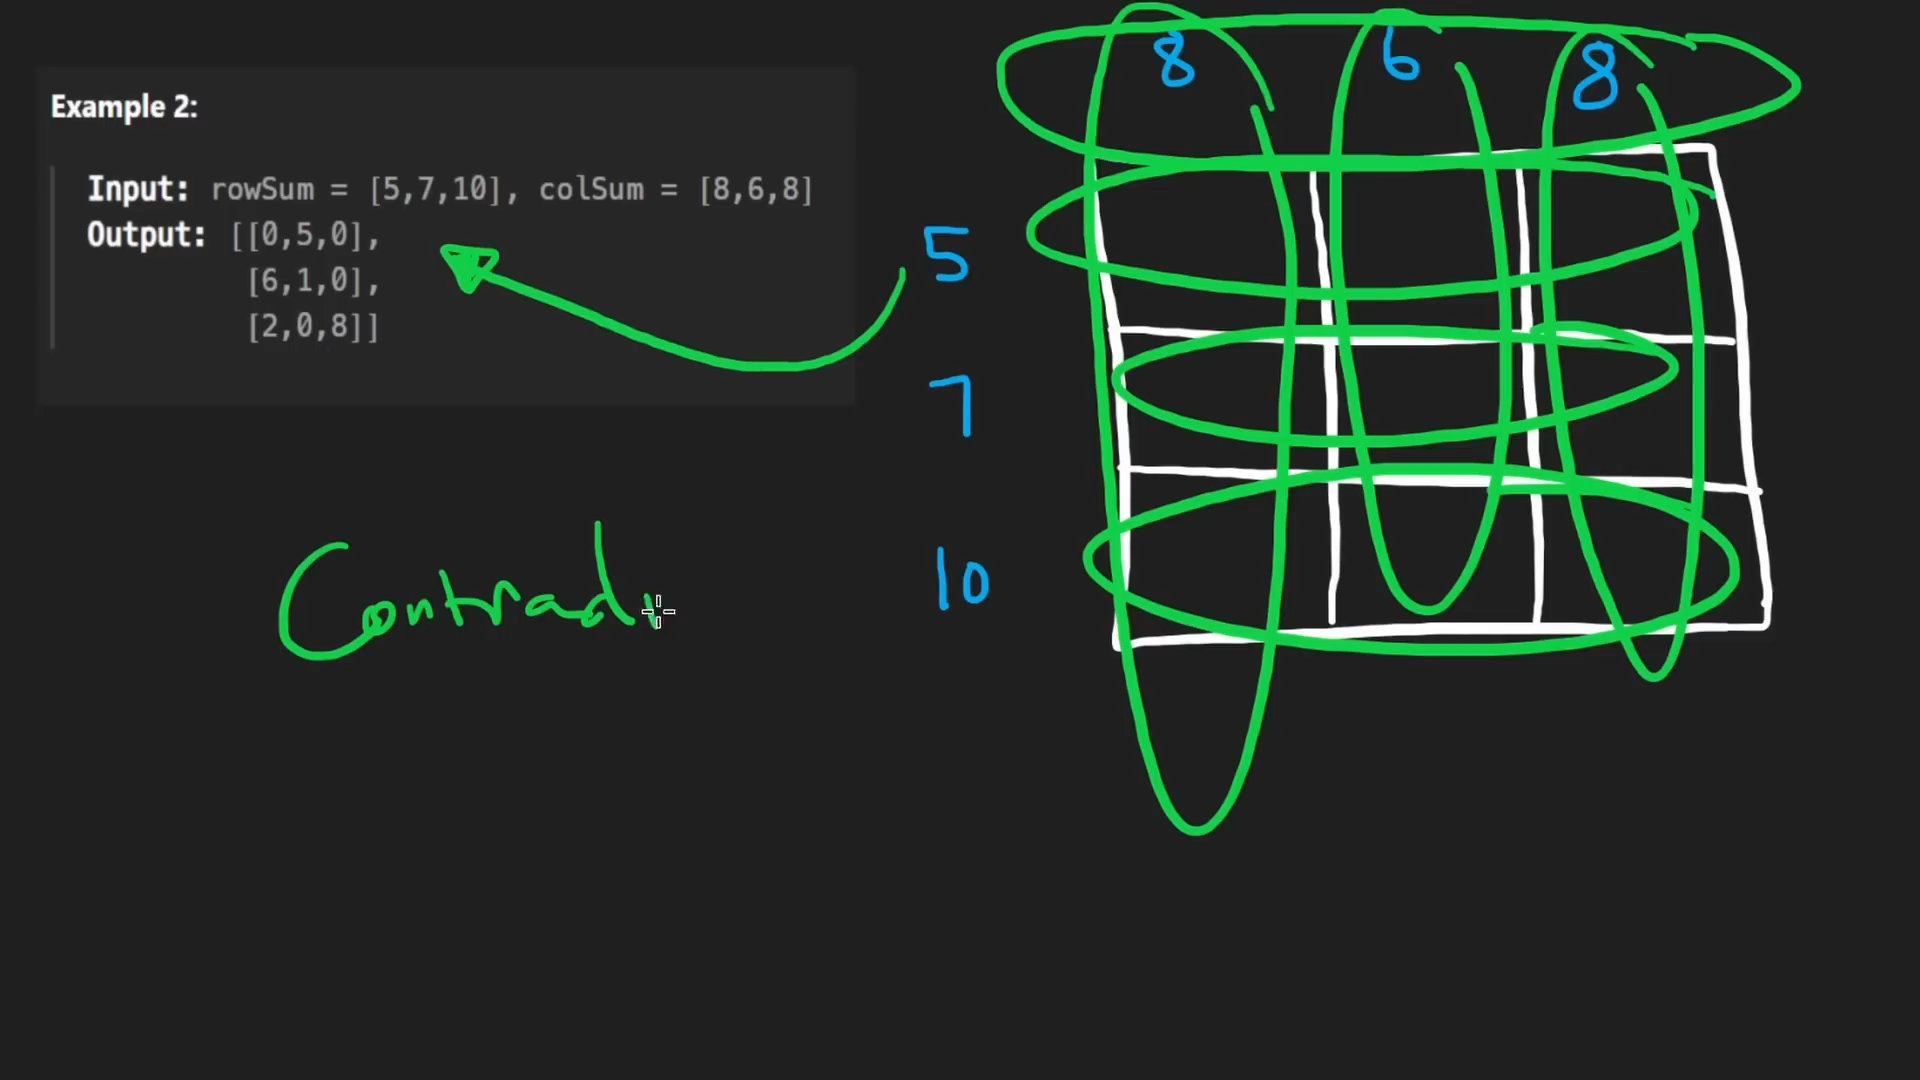 Example 2:
Input: rowSum = [5,7,10], colSum = [8,6,8]
Output: [[0,5,0],
[6,1,0],
[2,0,8]]
8 6 8
5
7
10
Contradi